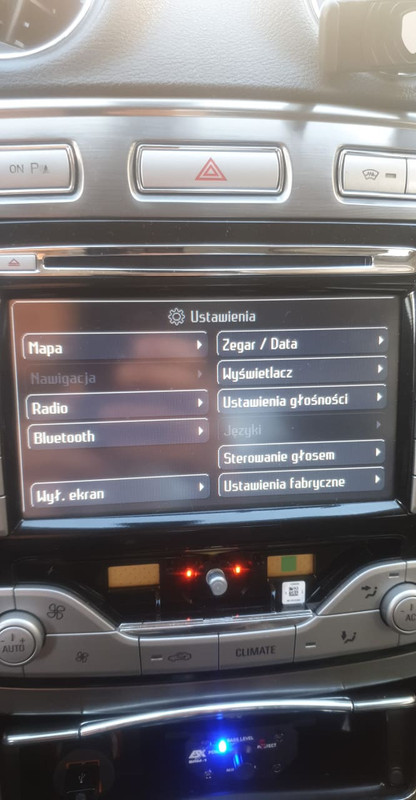 ON P
Ustawienia
Mapa
Zegar / Data
Nawigacja
Wyświetlacz
Radio
Ustawienia głośności
Bluetooth
Języki
Sterowanie głosem
Wył. ekran
Ustawienia fabryczne
AUTO
CLIMATE